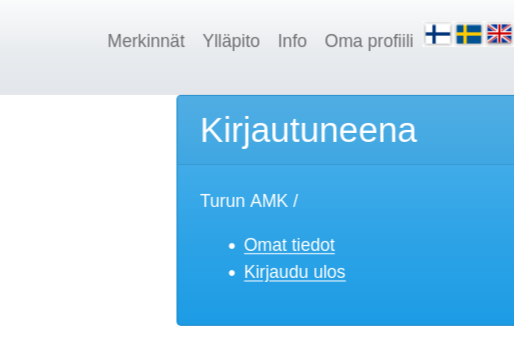 Merkinnät Ylläpito Info Oma profiili
Kirjautuneena
Turun AMK /
Omat tiedot
Kirjaudu ulos